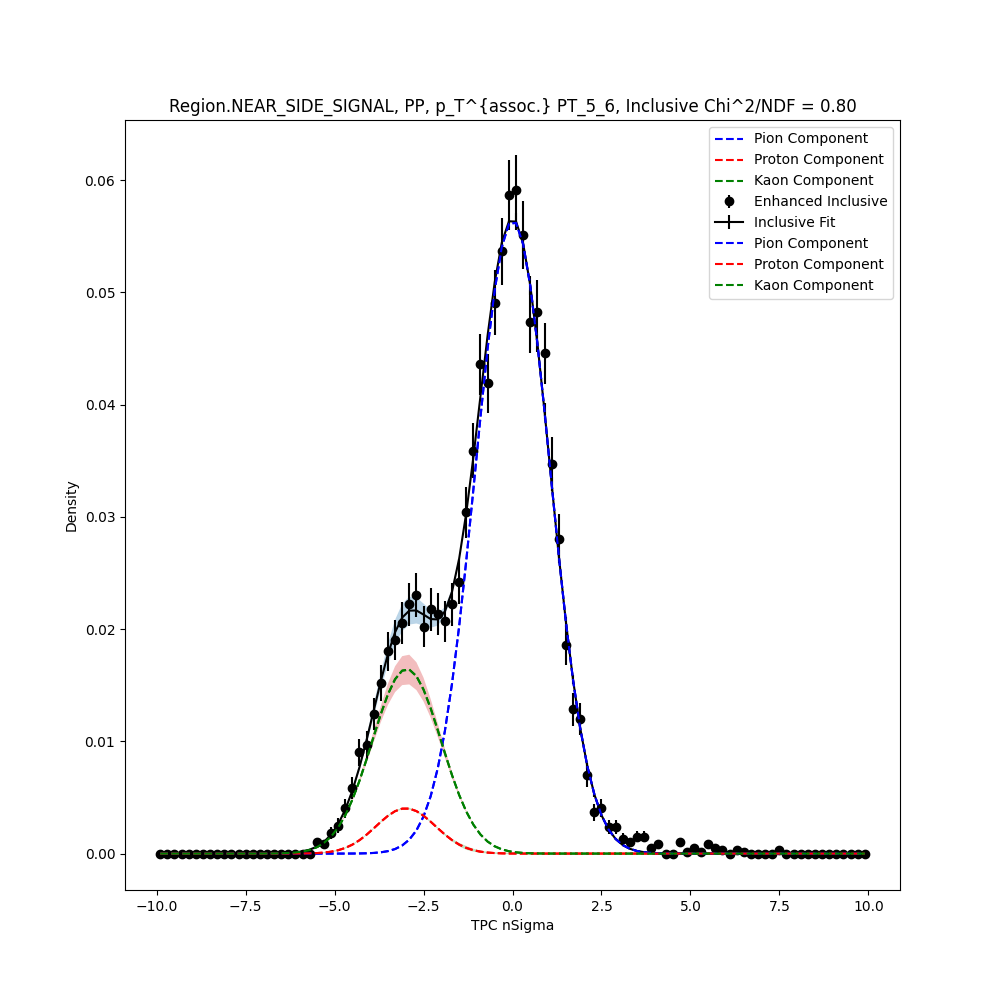 Region.NEAR_SIDE_SIGNAL, PP, p_T^{assoc.} PT_5_6, Inclusive Chi^2/NDF = 0.80
Pion Component
Proton Component
Kaon Component
Enhanced Inclusive
Inclusive Fit
Pion Component
Proton Component
Kaon Component
0.06
0.05
0.04
0.03
0.02
0.01
0.00
Density
−10.0 −7.5 −5.0 −2.5 0.0 2.5 5.0 7.5 10.0
TPC nSigma